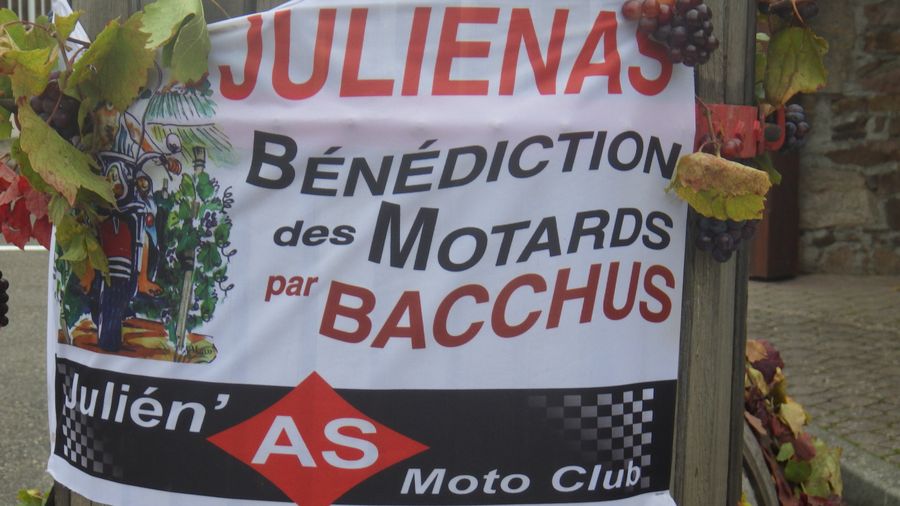 JULIENAS
BÉNÉDICTION
des MOTARDS
par BACCHUS
Julién' AS
Moto Club